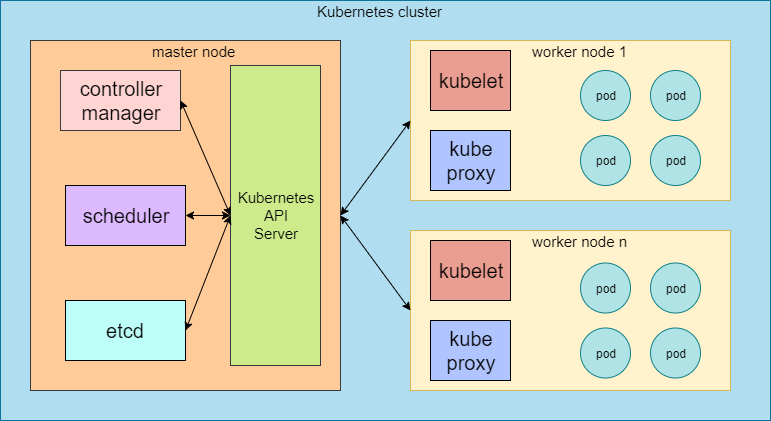 Kubernetes cluster
master node
controller
manager
scheduler
etcd
Kubernetes
API
Server
worker node 1
kubelet
kube
proxy
pod
pod
pod
pod
worker node n
kubelet
kube
proxy
pod
pod
pod
pod